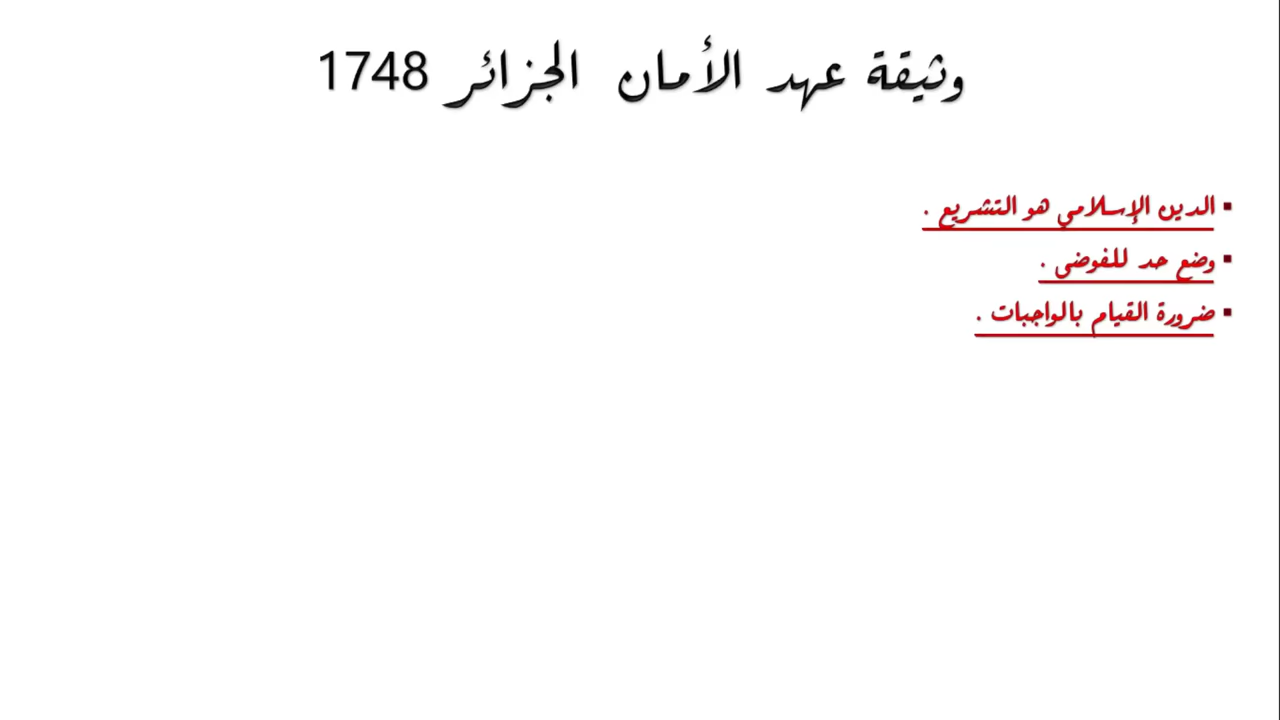 وثيقة عهد الأمان الجزائر 1748
▪ الدين الإسلامي هو التشريع .
▪ وضع حد للفوضى .
▪ ضرورة القيام بالواجبات .